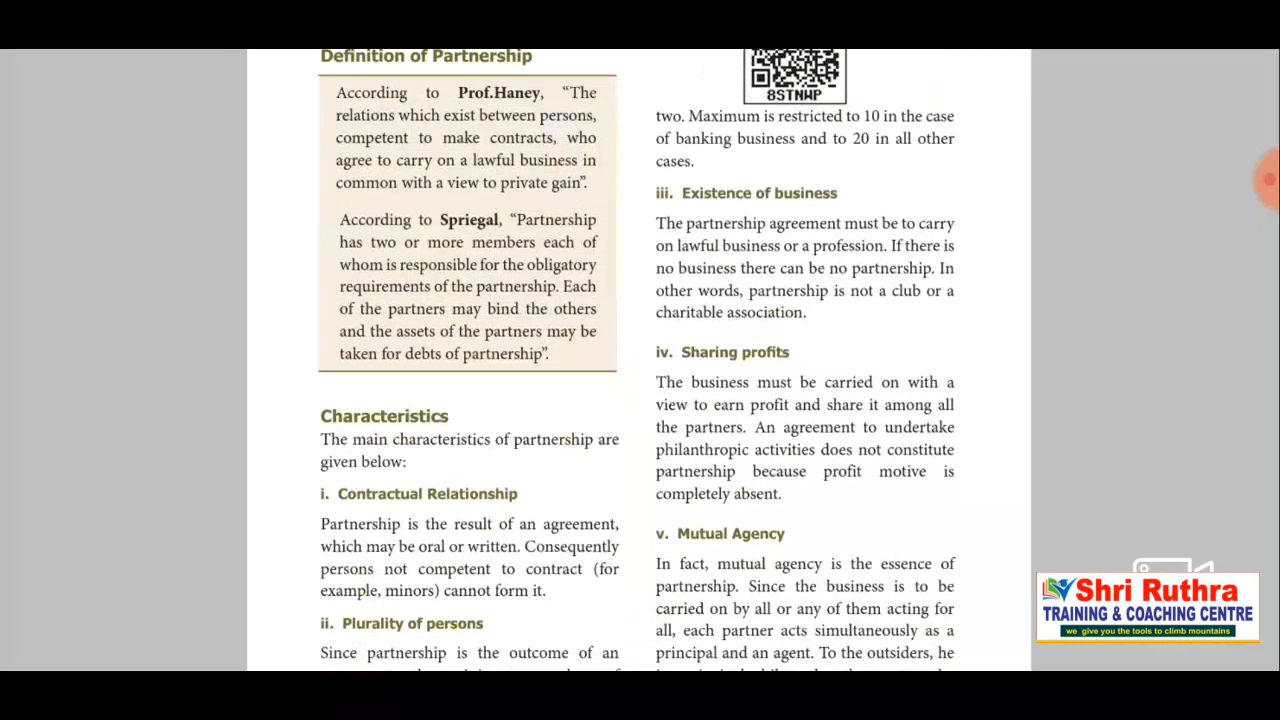 Definition of Partnership
According to Prof.Haney, “The
relations which exist between persons,
competent to make contracts, who
agree to carry on a lawful business in
common with a view to private gain”.
According to Spriegal, “Partnership
has two or more members each of
whom is responsible for the obligatory
requirements of the partnership. Each
of the partners may bind the others
and the assets of the partners may be
taken for debts of partnership”.
Characteristics
The main characteristics of partnership are
given below:
i. Contractual Relationship
Partnership is the result of an agreement,
which may be oral or written. Consequently
persons not competent to contract (for
example, minors) cannot form it.
ii. Plurality of persons
Since partnership is the outcome of an
8STNWP
two. Maximum is restricted to 10 in the case
of banking business and to 20 in all other
cases.
iii. Existence of business
The partnership agreement must be to carry
on lawful business or a profession. If there is
no business there can be no partnership. In
other words, partnership is not a club or a
charitable association.
iv. Sharing profits
The business must be carried on with a
view to earn profit and share it among all
the partners. An agreement to undertake
philanthropic activities does not constitute
partnership because profit motive is
completely absent.
v. Mutual Agency
In fact, mutual agency is the essence of
partnership. Since the business is to be
carried on by all or any of them acting for
all, each partner acts simultaneously as a
principal and an agent. To the outsiders, he
Shri Ruthra
TRAINING & COACHING CENTRE
we give you the tools to climb mountains